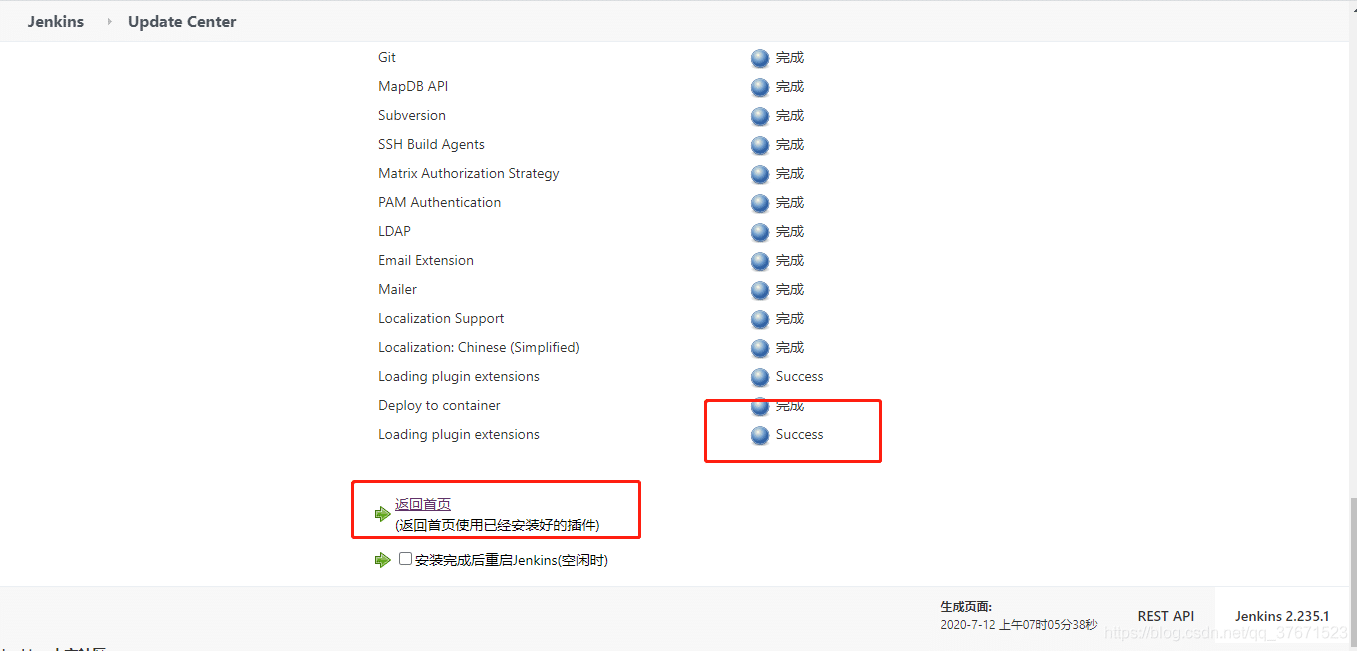 Jenkins Update Center
Git 完成
MapDB API 完成
Subversion 完成
SSH Build Agents 完成
Matrix Authorization Strategy 完成
PAM Authentication 完成
LDAP 完成
Email Extension 完成
Mailer 完成
Localization Support 完成
Localization: Chinese (Simplified) 完成
Loading plugin extensions Success
Deploy to container 完成
Loading plugin extensions Success
返回首页
(返回首页使用已经安装好的插件)
安装完成后重启Jenkins(空闲时)
生成页面:
2020-7-12 上午07时05分38秒 REST API Jenkins 2.235.1
https://blog.csdn.net/qq_37671523